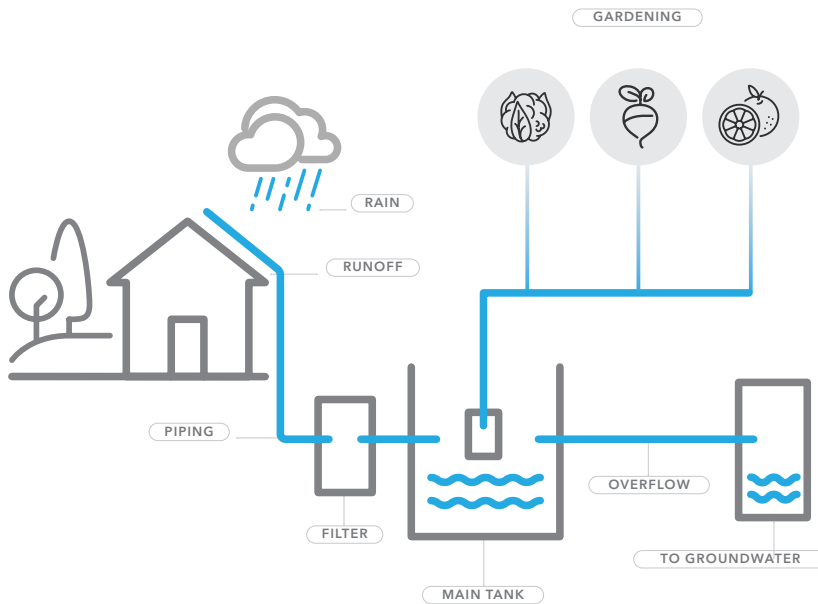 GARDENING
RAIN
RUNOFF
PIPING
OVERFLOW
FILTER
TO GROUNDWATER
MAIN TANK